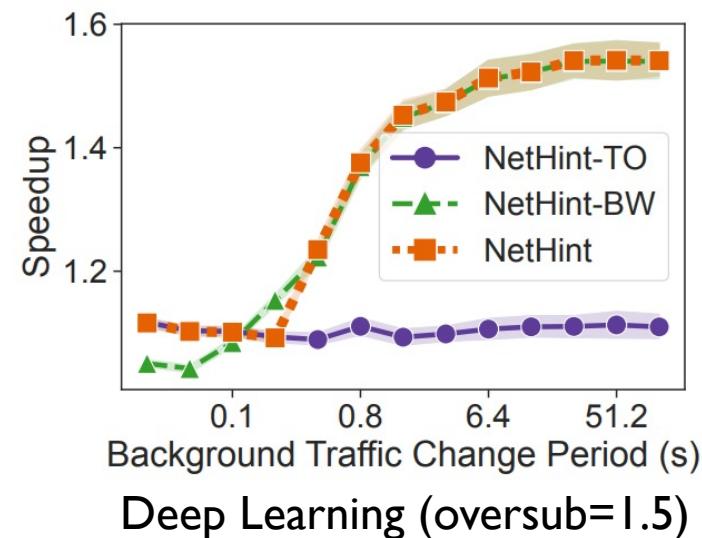 1.6
1.4
1.2
Speedup
NetHint-TO
NetHint-BW
NetHint
0.1 0.8 6.4 51.2
Background Traffic Change Period (s)
Deep Learning (oversub=1.5)